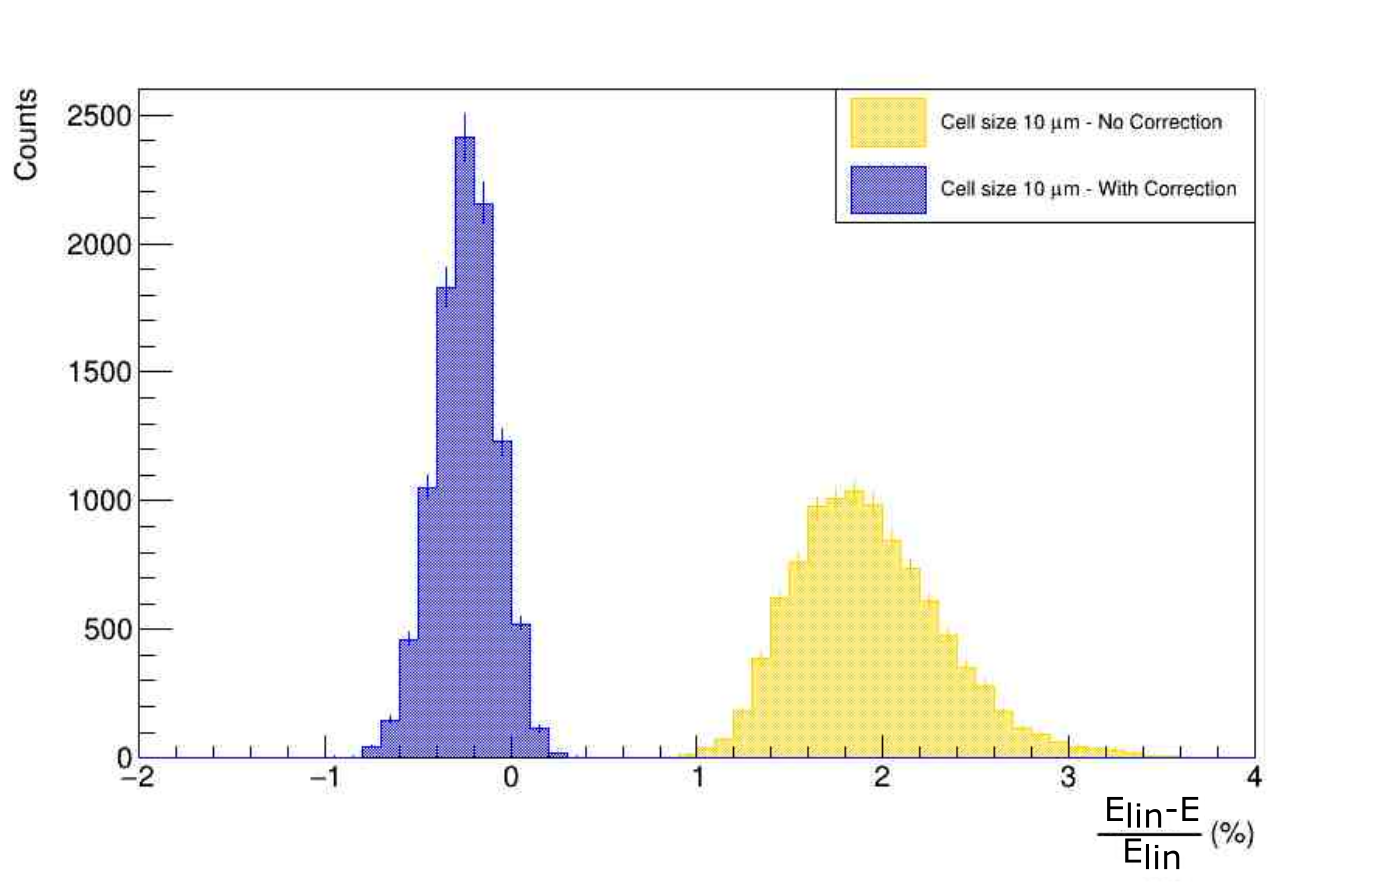 Counts
2500
2000
1500
1000
500
0
−2
−1
0
1
2
3
4
Cell size 10 μm - No Correction
Cell size 10 μm - With Correction
Elin-E
Elin
(%)